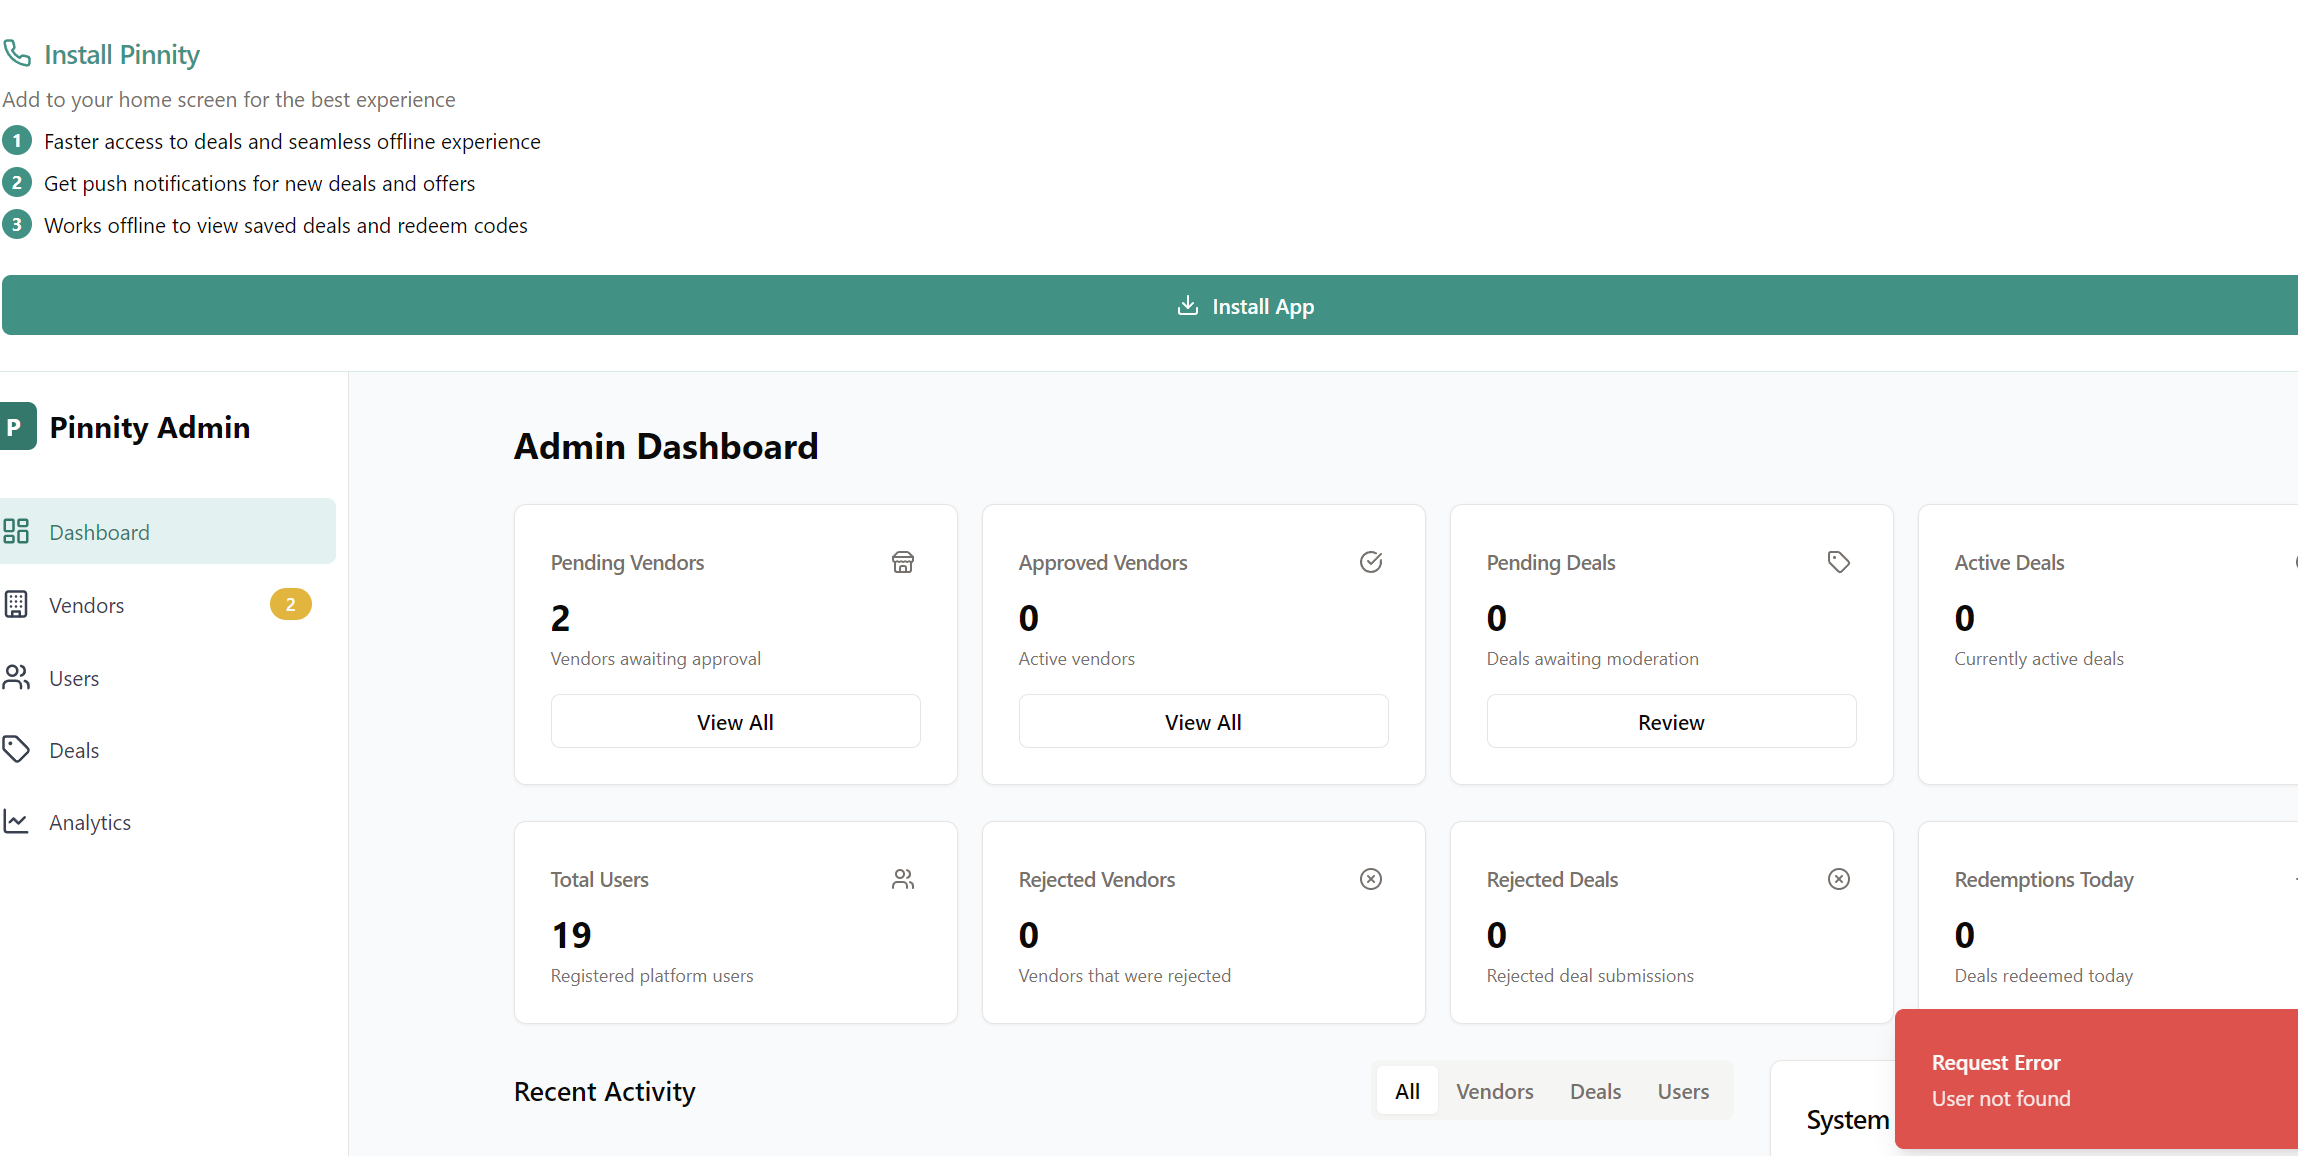 Install Pinnity
Add to your home screen for the best experience
1 Faster access to deals and seamless offline experience
2 Get push notifications for new deals and offers
3 Works offline to view saved deals and redeem codes
Install App
P Pinnity Admin
Dashboard
Vendors 2
Users
Deals
Analytics
Admin Dashboard
Pending Vendors
2
Vendors awaiting approval
View All
Approved Vendors
0
Active vendors
View All
Pending Deals
0
Deals awaiting moderation
Review
Active Deals
0
Currently active deals
Total Users
19
Registered platform users
Rejected Vendors
0
Vendors that were rejected
Rejected Deals
0
Rejected deal submissions
Redemptions Today
0
Deals redeemed today
Recent Activity
All Vendors Deals Users
System
Request Error
User not found